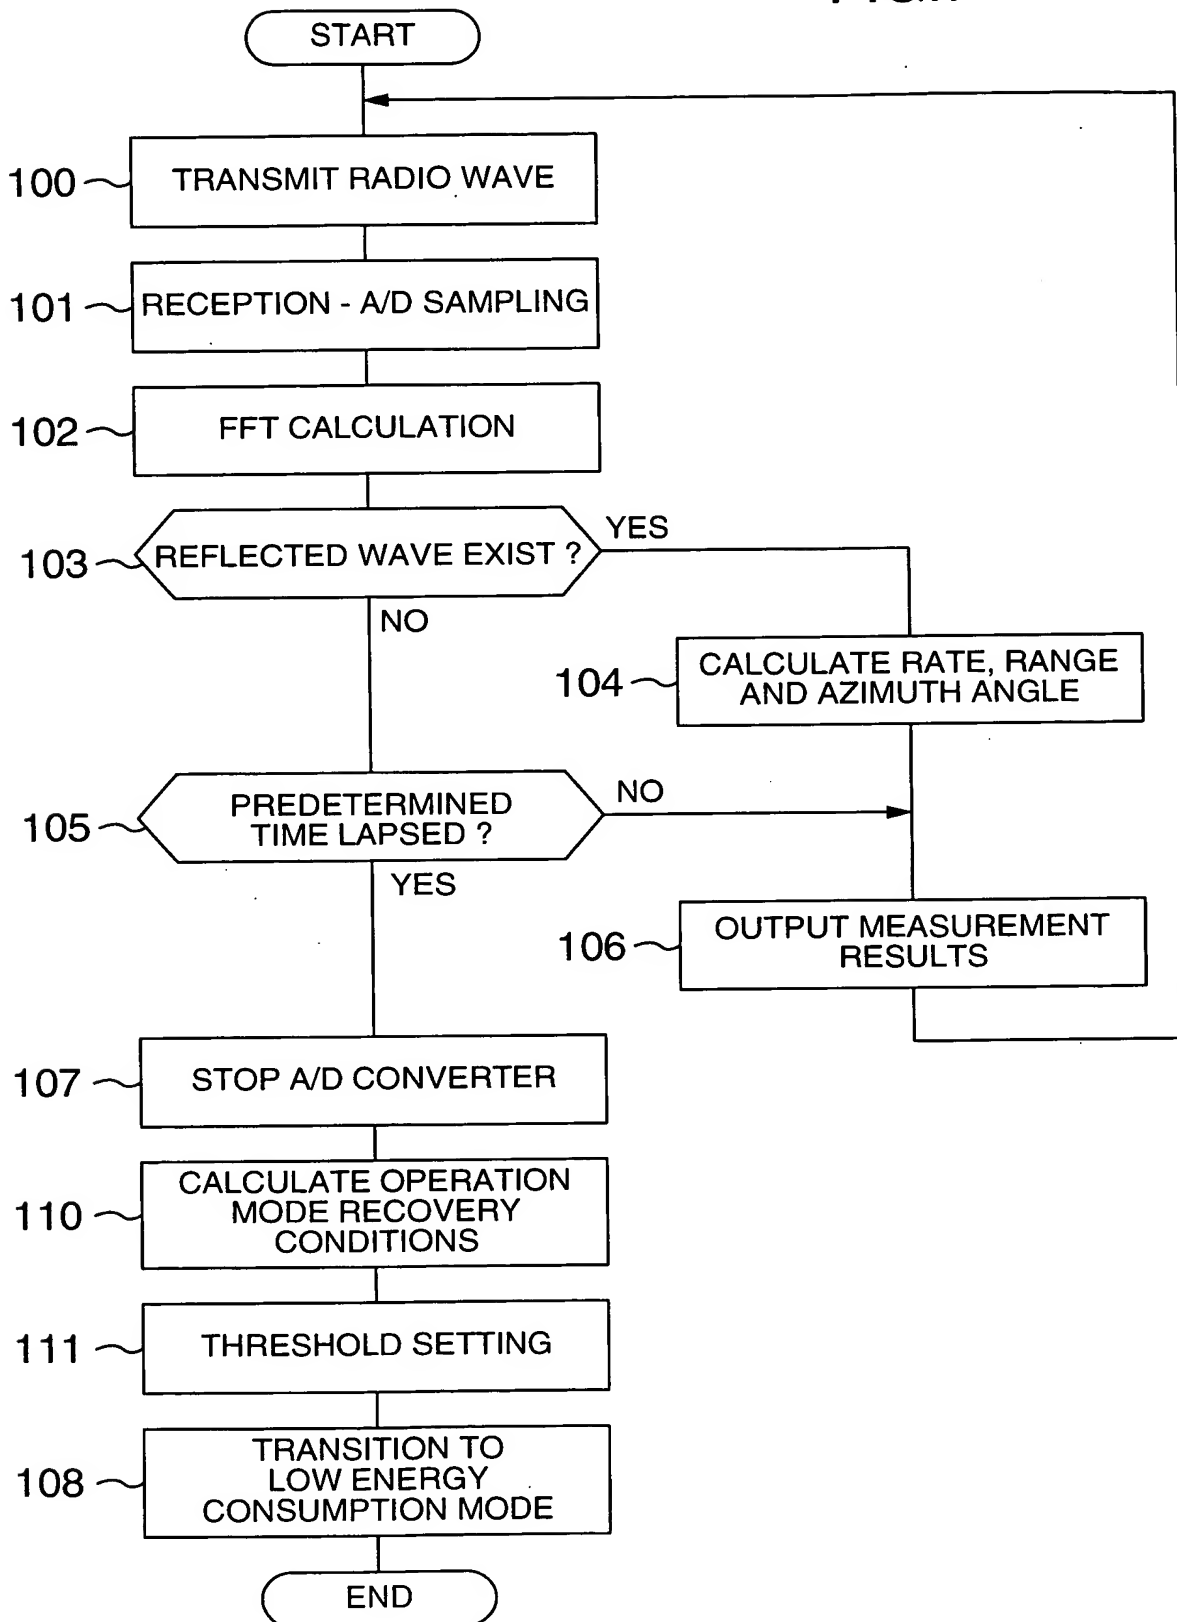 START
100
TRANSMIT RADIO WAVE
101
RECEPTION - A/D SAMPLING
102
FFT CALCULATION
103
REFLECTED WAVE EXIST ?
YES
NO
104
CALCULATE RATE, RANGE
AND AZIMUTH ANGLE
105
PREDETERMINED
TIME LAPSED ?
NO
YES
106
OUTPUT MEASUREMENT
RESULTS
107
STOP A/D CONVERTER
110
CALCULATE OPERATION
MODE RECOVERY
CONDITIONS
111
THRESHOLD SETTING
108
TRANSITION TO
LOW ENERGY
CONSUMPTION MODE
END